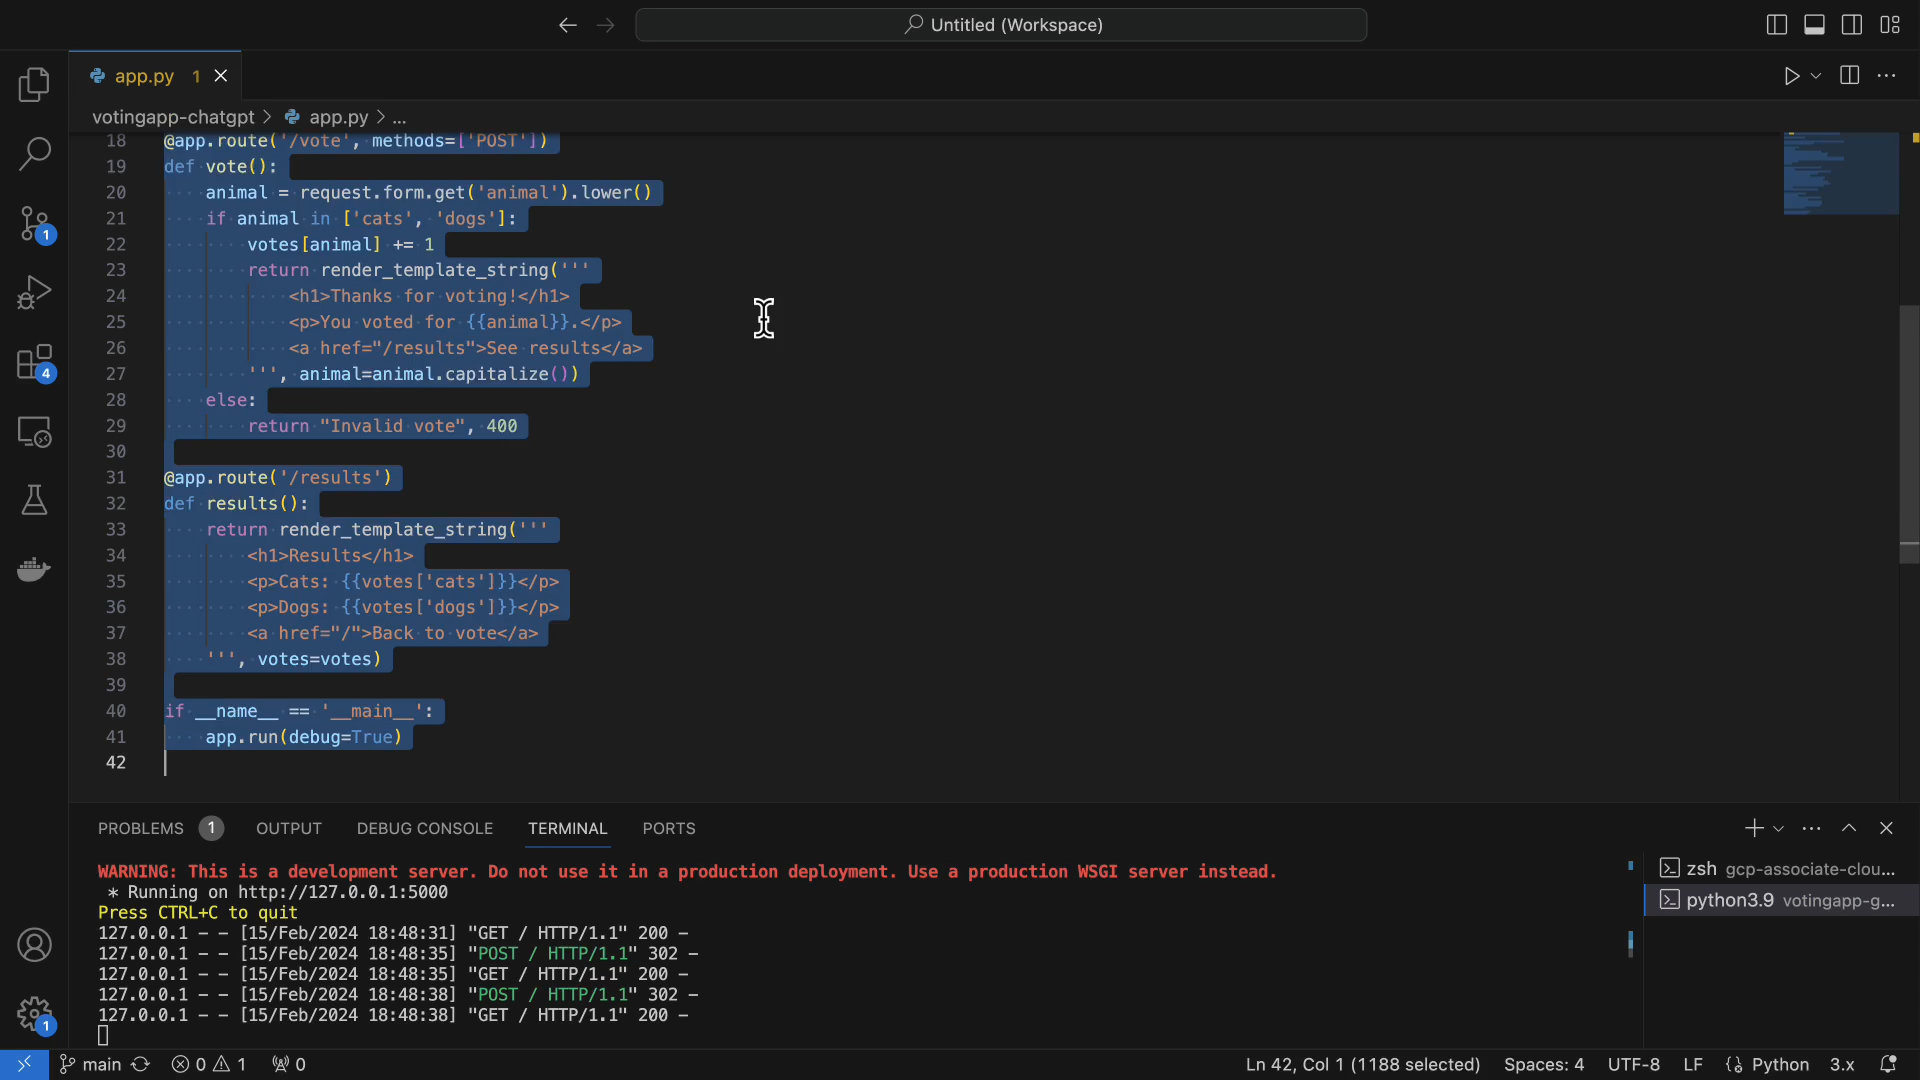 Untitled (Workspace)
app.py 1
votingapp-chatgpt > app.py > ...
18 @app.route('/vote', methods=['POST'])
19 def vote():
20 animal = request.form.get('animal').lower()
21 if animal in ['cats', 'dogs']:
22 votes[animal] += 1
23 return render_template_string('''
24 <h1>Thanks for voting!</h1>
25 <p>You voted for {{animal}}.</p>
26 <a href="/results">See results</a>
27 ''', animal=animal.capitalize())
28 else:
29 return "Invalid vote", 400
30
31 @app.route('/results')
32 def results():
33 return render_template_string('''
34 <h1>Results</h1>
35 <p>Cats: {{votes['cats']}}</p>
36 <p>Dogs: {{votes['dogs']}}</p>
37 <a href="/">Back to vote</a>
38 ''', votes=votes)
39
40 if __name__ == '__main__':
41 app.run(debug=True)
42
1
4
1
PROBLEMS 1 OUTPUT DEBUG CONSOLE TERMINAL PORTS
WARNING: This is a development server. Do not use it in a production deployment. Use a production WSGI server instead.
* Running on http://127.0.0.1:5000
Press CTRL+C to quit
127.0.0.1 - - [15/Feb/2024 18:48:31] "GET / HTTP/1.1" 200 -
127.0.0.1 - - [15/Feb/2024 18:48:35] "POST / HTTP/1.1" 302 -
127.0.0.1 - - [15/Feb/2024 18:48:35] "GET / HTTP/1.1" 200 -
127.0.0.1 - - [15/Feb/2024 18:48:38] "POST / HTTP/1.1" 302 -
127.0.0.1 - - [15/Feb/2024 18:48:38] "GET / HTTP/1.1" 200 -
zsh gcp-associate-clou...
python3.9 votingapp-g...
main 0 1 0 Ln 42, Col 1 (1188 selected) Spaces: 4 UTF-8 LF Python 3.x